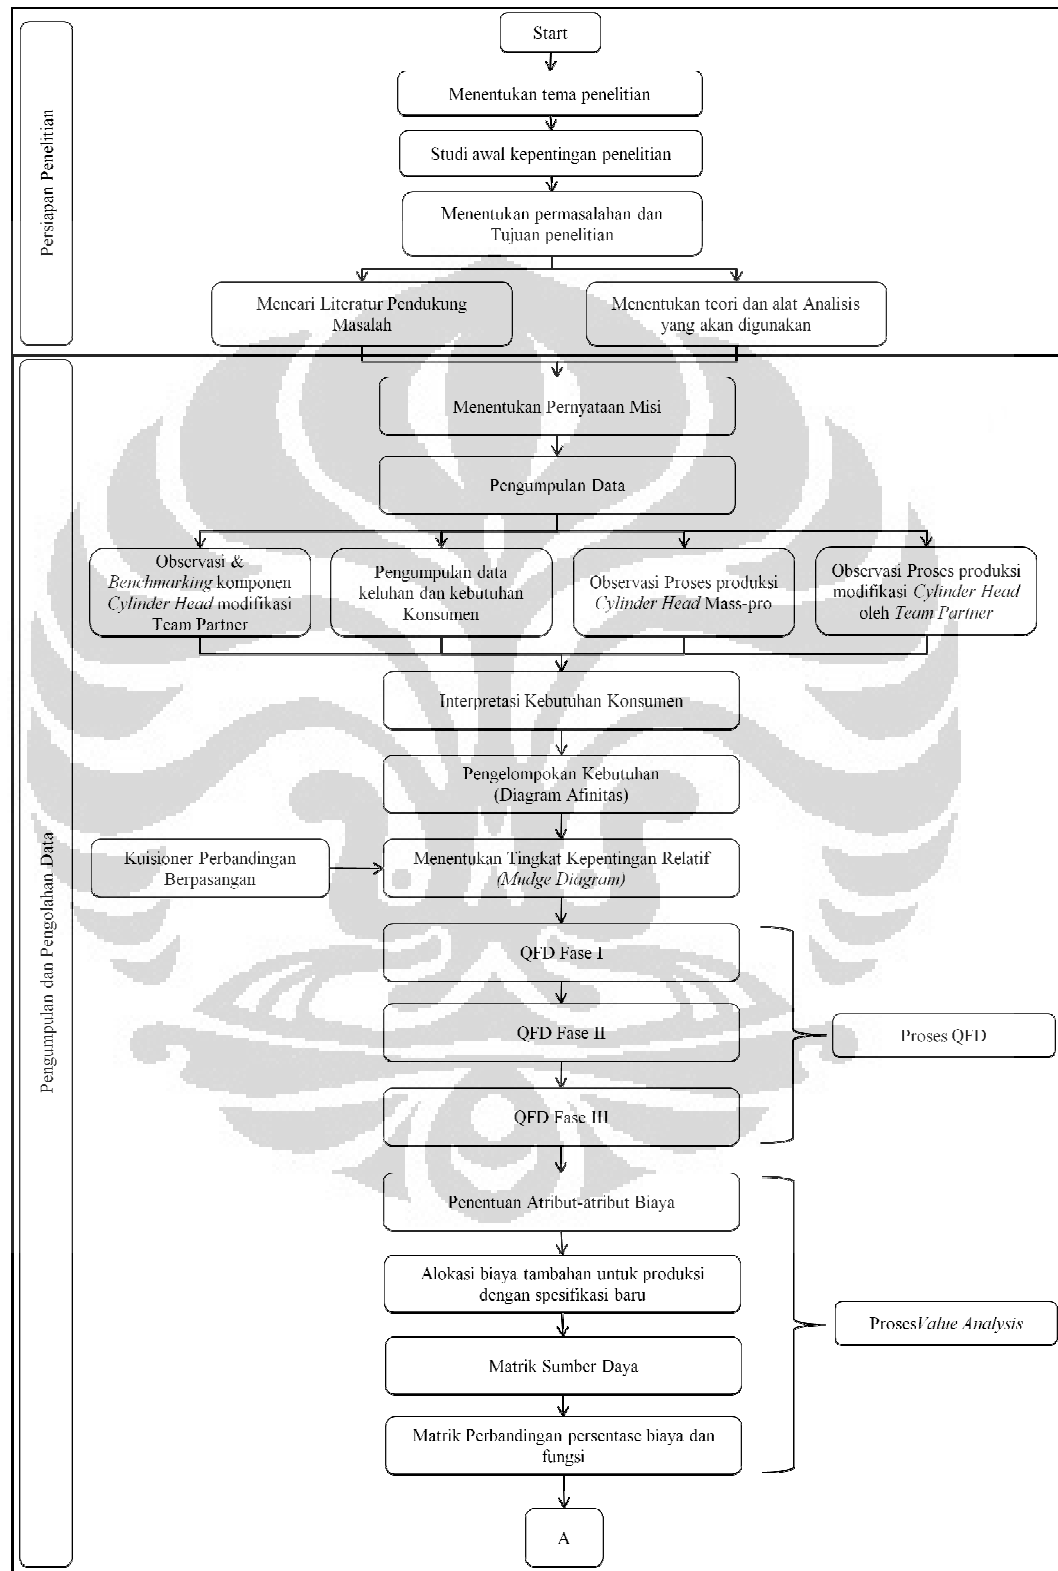 Persiapan Penelitian
Start
Menentukan tema penelitian
Studi awal kepentingan penelitian
Menentukan permasalahan dan
Tujuan penelitian
Mencari Literatur Pendukung
Masalah
Menentukan teori dan alat Analisis
yang akan digunakan
Pengumpulan dan Pengolahan Data
Menentukan Pernyataan Misi
Pengumpulan Data
Observasi &
Benchmarking komponen
Cylinder Head modifikasi
Team Partner
Pengumpulan data
keluhan dan kebutuhan
Konsumen
Observasi Proses produksi
Cylinder Head Mass-pro
Observasi Proses produksi
modifikasi Cylinder Head
oleh Team Partner
Interpretasi Kebutuhan Konsumen
Pengelompokan Kebutuhan
(Diagram Afinitas)
Kuisioner Perbandingan
Berpasangan
Menentukan Tingkat Kepentingan Relatif
(Mudge Diagram)
QFD Fase I
QFD Fase II
Proses QFD
QFD Fase III
Penentuan Atribut-atribut Biaya
Alokasi biaya tambahan untuk produksi
dengan spesifikasi baru
ProsesValue Analysis
Matrik Sumber Daya
Matrik Perbandingan persentase biaya dan
fungsi
A